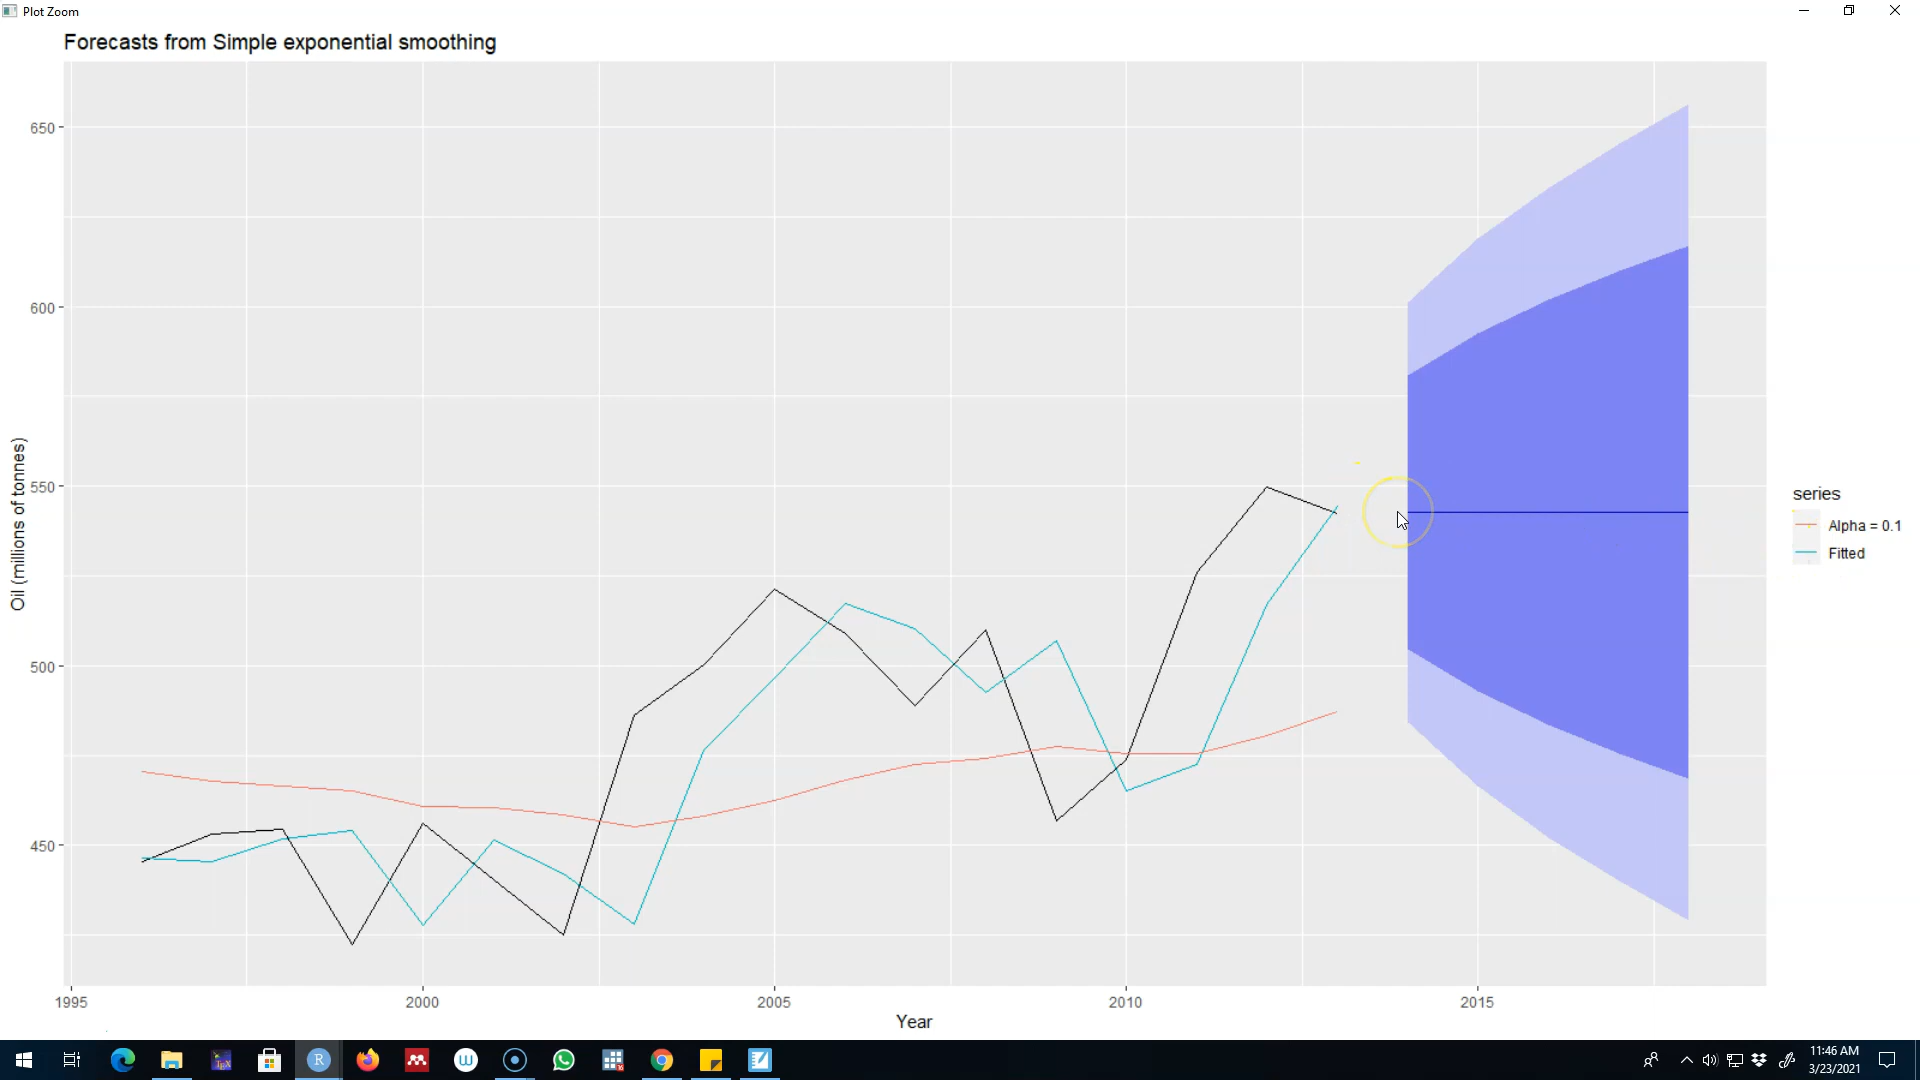 Plot Zoom
Forecasts from Simple exponential smoothing
650
600
550
500
450
Oil (millions of tonnes)
1995
2000
2005
2010
2015
Year
series
Alpha = 0.1
Fitted
R
W
11:46 AM
3/23/2021